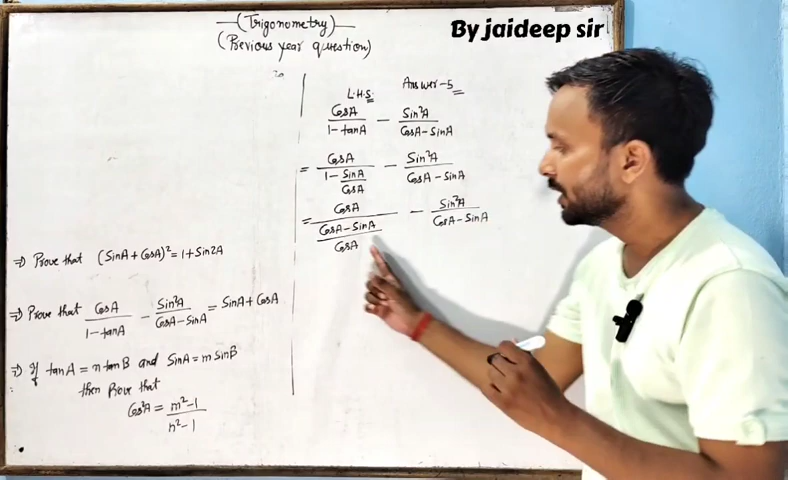 (Trigonometry)
(Previous year question)
By jaideep sir
⇒ Prove that (SinA + CosA)² = 1 + Sin2A
⇒ Prove that CosA/(1 - tanA) - Sin²A/(CosA - SinA) = SinA + CosA
⇒ If tanA = n tanB and SinA = m SinB
then Prove that
Cos²A = (m² - 1)/(n² - 1)
L.H.S. Answer - 5
CosA/(1 - tanA) - Sin²A/(CosA - SinA)
= CosA/(1 - SinA/CosA) - Sin²A/(CosA - SinA)
= CosA/((CosA - SinA)/CosA) - Sin²A/(CosA - SinA)